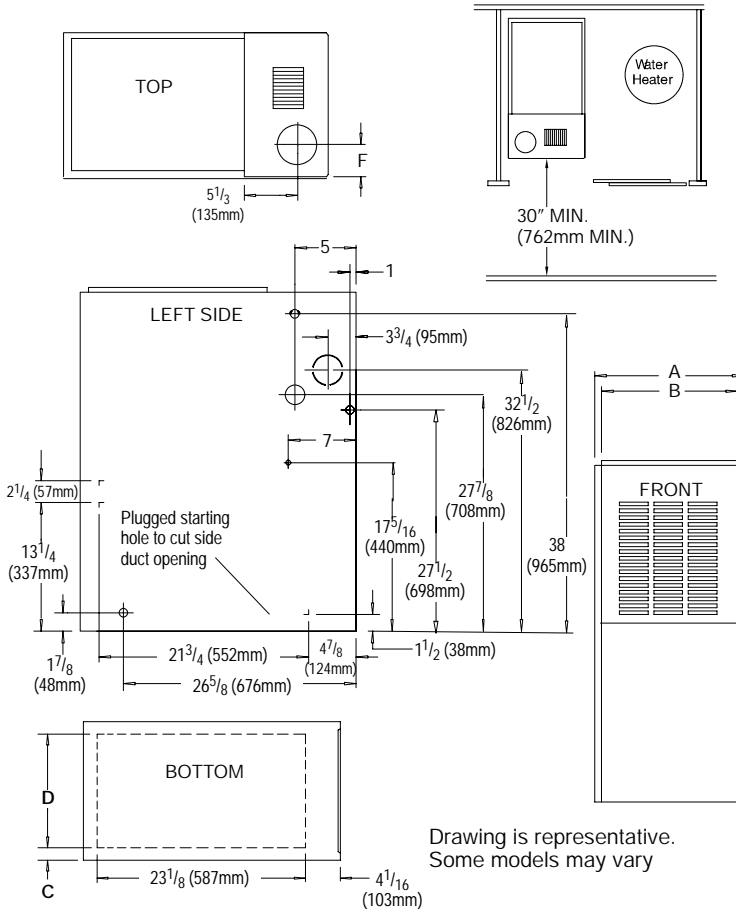 TOP
F
5 1/3
(135mm)
Water
Heater
30" MIN.
(762mm MIN.)
5
1
LEFT SIDE
3 3/4 (95mm)
32 1/2
(826mm)
27 7/8
(708mm)
7
17 5/16
(440mm)
27 1/2
(698mm)
38
(965mm)
2 1/4 (57mm)
13 1/4
(337mm)
Plugged starting
hole to cut side
duct opening
1 7/8
(48mm)
21 3/4 (552mm)
4 7/8
(124mm)
1 1/2 (38mm)
26 5/8 (676mm)
A
B
FRONT
BOTTOM
D
C
23 1/8 (587mm)
4 1/16
(103mm)
Drawing is representative.
Some models may vary